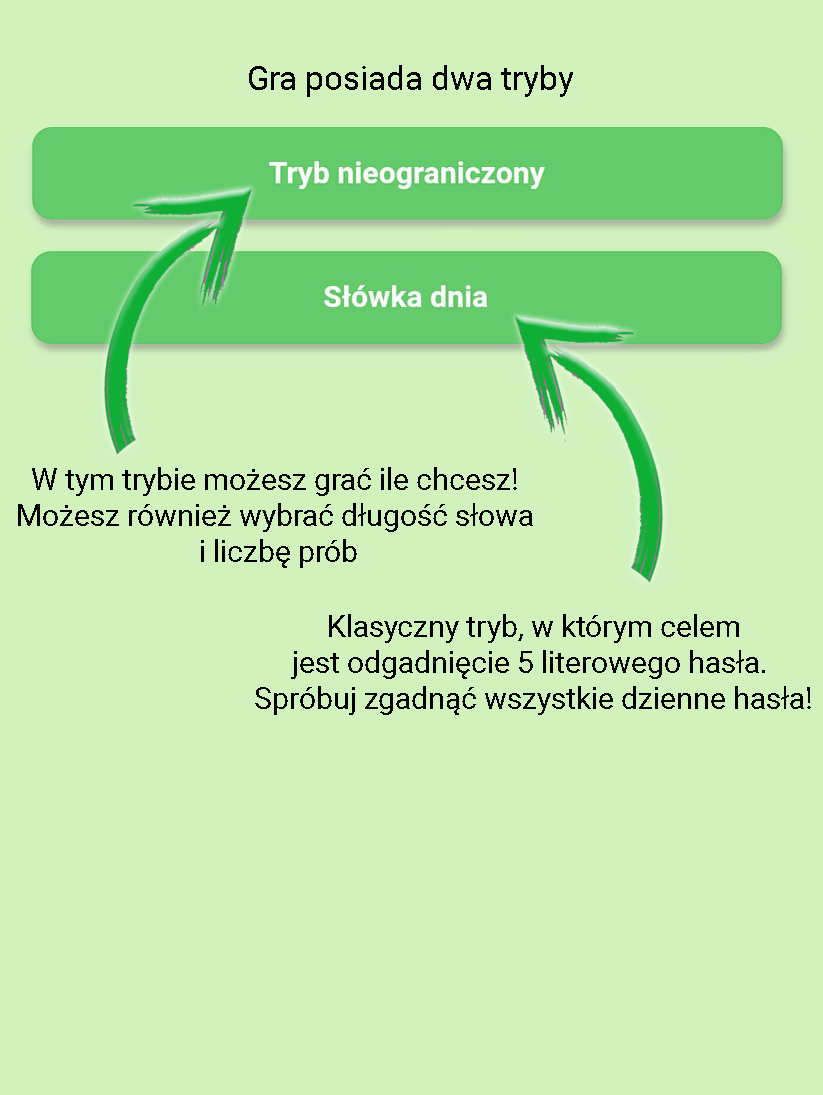 Gra posiada dwa tryby
Tryb nieograniczony
Słówka dnia
W tym trybie możesz grać ile chcesz!
Możesz również wybrać długość słowa
i liczbę prób
Klasyczny tryb, w którym celem
jest odgadnięcie 5 literowego hasła.
Spróbuj zgadnąć wszystkie dzienne hasła!